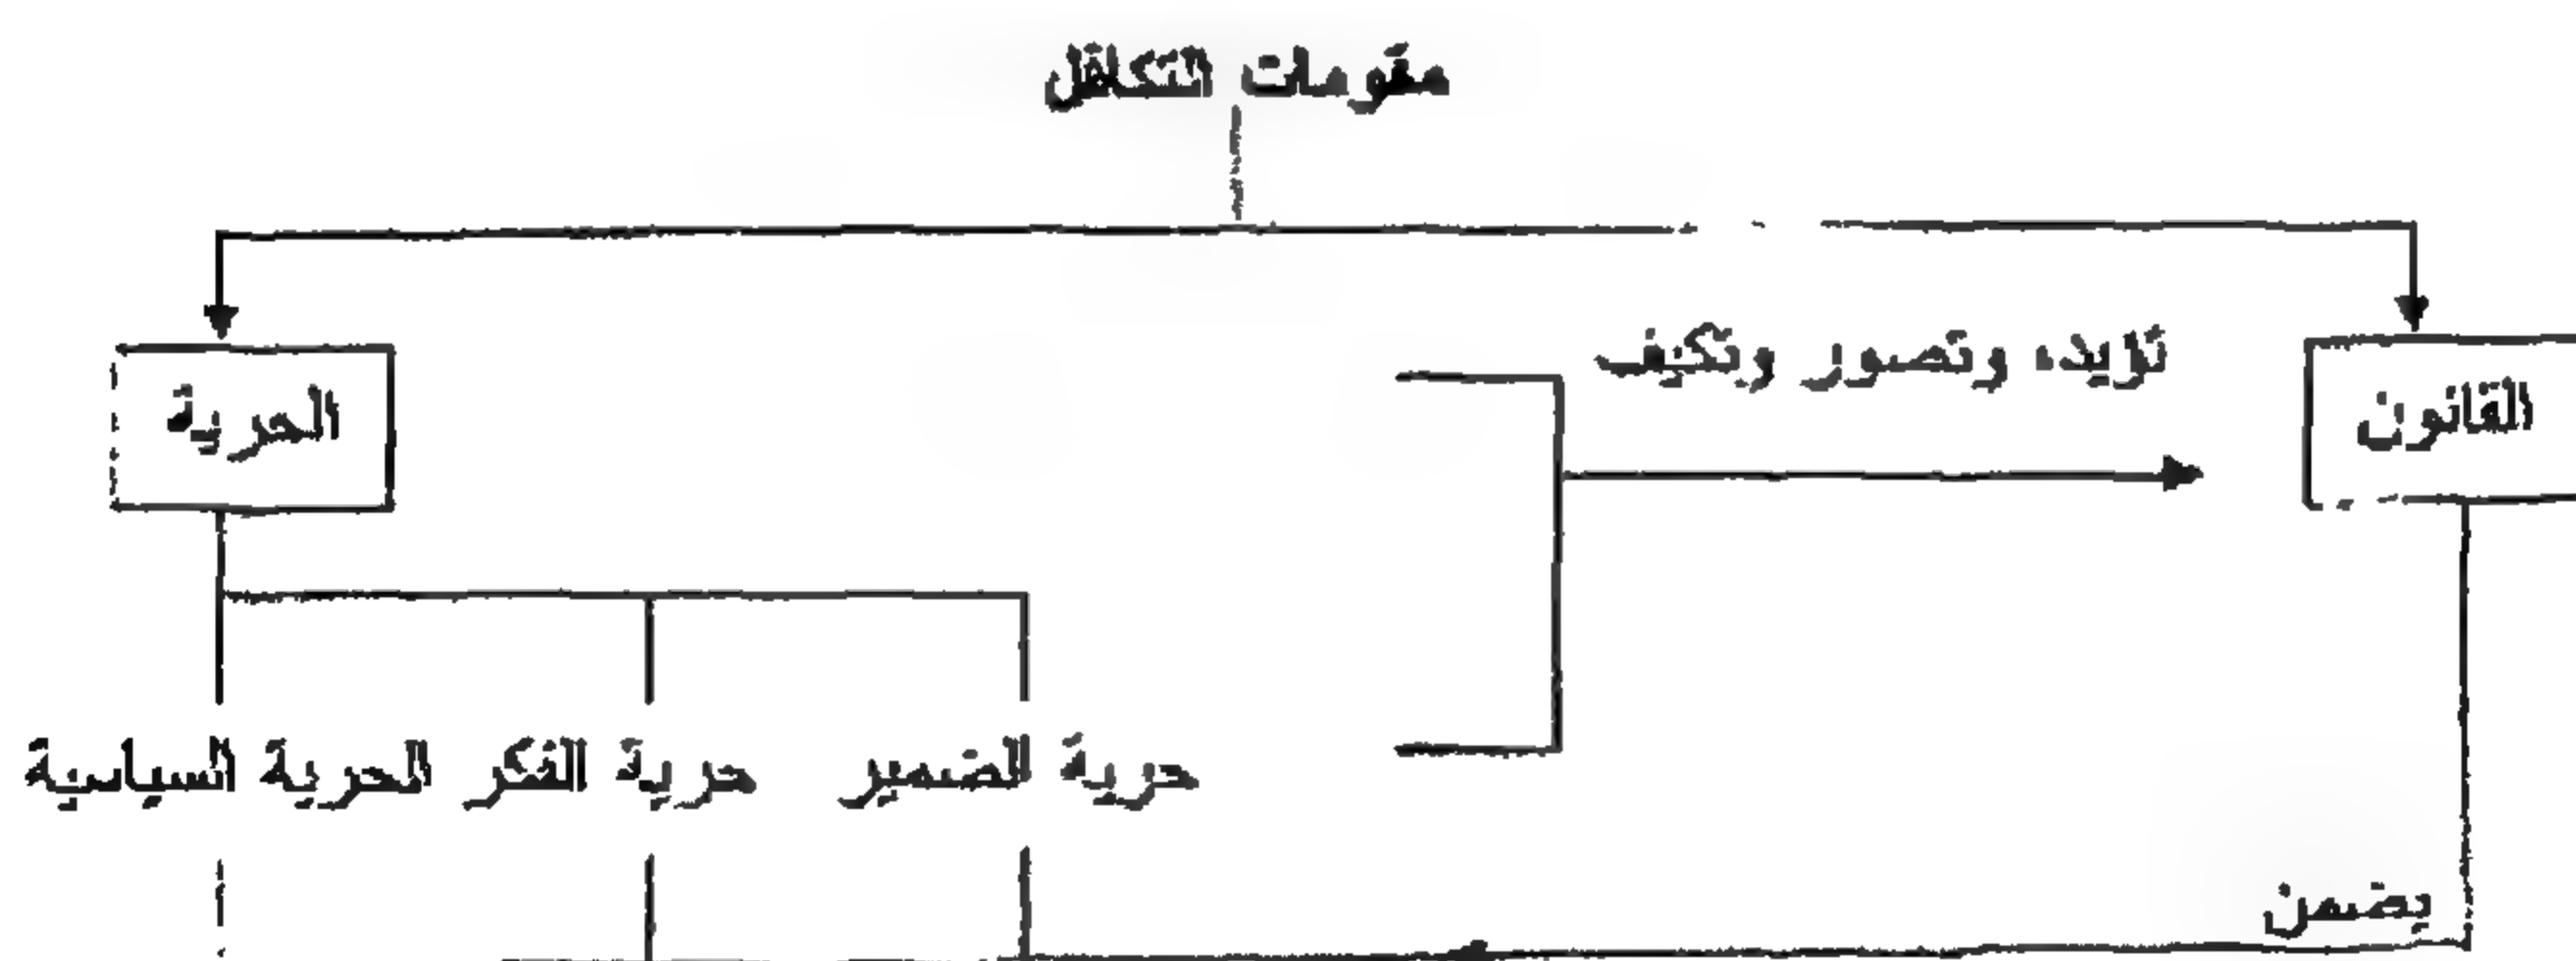 مقومات التكافل
تؤيده وتصور وتكيف
القانون
الحرية
حرية الضمير
حرية الفكر
الحرية السياسية
يضمن